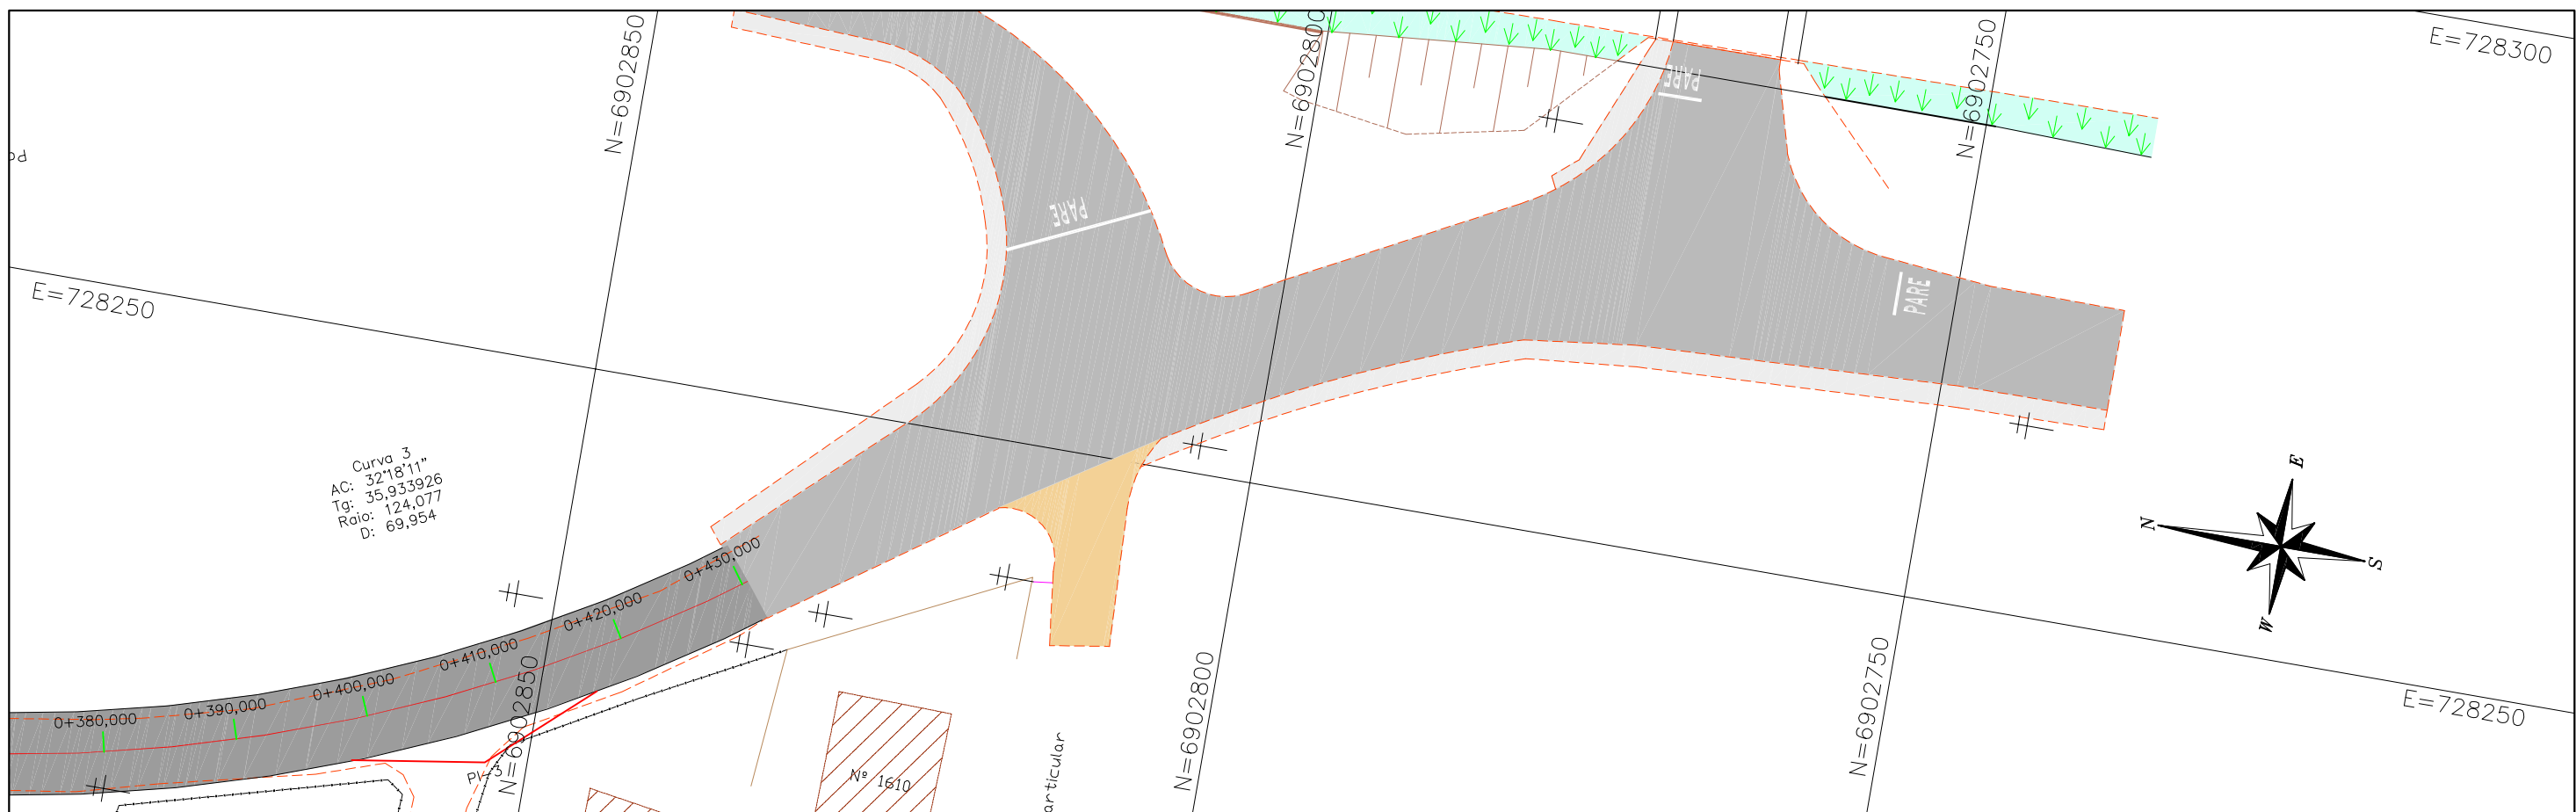 N=6902850
N=6902800
N=6902750
E=728300
PARE
PARE
PARE
E=728250
Curva 3
AC: 32°18'11"
Tg: 35,933926
Raio: 124,077
D: 69,954
E
N
S
W
0+430,000
0+420,000
0+410,000
0+400,000
0+390,000
0+380,000
PI-3
N=6902850
N=6902800
N=6902750
E=728250
Nº 1610
articular